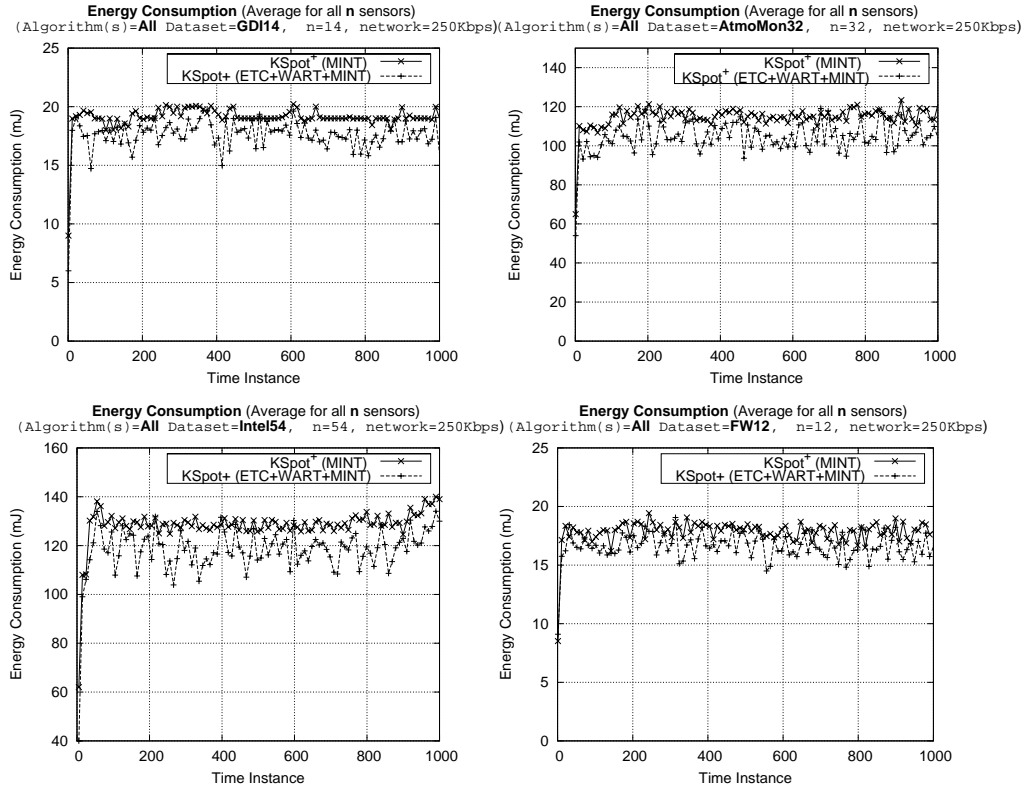 Energy Consumption (Average for all n sensors)
(Algorithm(s)=All Dataset=GDI14, n=14, network=250Kbps)
Energy Consumption (mJ)
25
20
15
10
5
0
KSpot+ (MINT)
KSpot+ (ETC+WART+MINT)
0 200 400 600 800 1000
Time Instance
Energy Consumption (Average for all n sensors)
(Algorithm(s)=All Dataset=AtmoMon32, n=32, network=250Kbps)
Energy Consumption (mJ)
140
120
100
80
60
40
20
0
KSpot+ (MINT)
KSpot+ (ETC+WART+MINT)
0 200 400 600 800 1000
Time Instance
Energy Consumption (Average for all n sensors)
(Algorithm(s)=All Dataset=Intel54, n=54, network=250Kbps)
Energy Consumption (mJ)
160
140
120
100
80
60
40
KSpot+ (MINT)
KSpot+ (ETC+WART+MINT)
0 200 400 600 800 1000
Time Instance
Energy Consumption (Average for all n sensors)
(Algorithm(s)=All Dataset=FW12, n=12, network=250Kbps)
Energy Consumption (mJ)
25
20
15
10
5
0
KSpot+ (MINT)
KSpot+ (ETC+WART+MINT)
0 200 400 600 800 1000
Time Instance